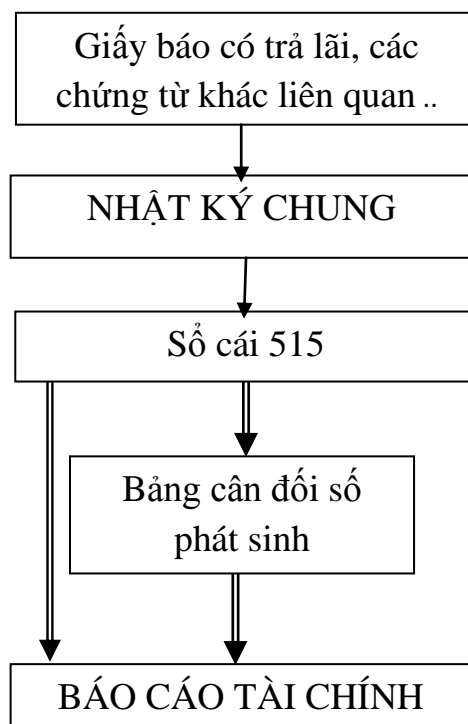 Giấy báo có trả lãi, các
chứng từ khác liên quan ..
NHẬT KÝ CHUNG
Sổ cái 515
Bảng cân đối số
phát sinh
BÁO CÁO TÀI CHÍNH